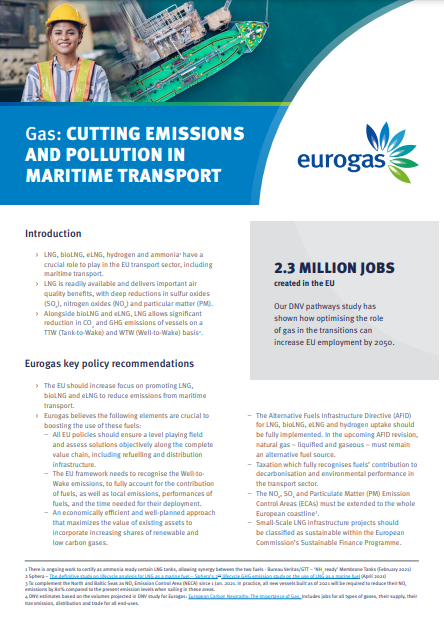 Gas: CUTTING EMISSIONS
AND POLLUTION IN
MARITIME TRANSPORT
eurogas
Introduction
› LNG, bioLNG, eLNG, hydrogen and ammonia¹ have a
crucial role to play in the EU transport sector, including
maritime transport.
› LNG is readily available and delivers important air
quality benefits, with deep reductions in sulfur oxides
(SOₓ), nitrogen oxides (NOₓ) and particular matter (PM).
› Alongside bioLNG and eLNG, LNG allows significant
reduction in CO₂ and GHG emissions of vessels on a
TTW (Tank-to-Wake) and WTW (Well-to-Wake) basis².
2.3 MILLION JOBS
created in the EU
Our DNV pathways study has
shown how optimising the role
of gas in the transitions can
increase EU employment by 2050.
Eurogas key policy recommendations
› The EU should increase focus on promoting LNG,
bioLNG and eLNG to reduce emissions from maritime
transport.
› Eurogas believes the following elements are crucial to
boosting the use of these fuels:
– All EU policies should ensure a level playing field
and assess solutions objectively along the complete
value chain, including refuelling and distribution
infrastructure.
– The EU framework needs to recognise the Well-to-
Wake emissions, to fully account for the contribution
of fuels, as well as local emissions, performances of
fuels, and the time needed for their deployment.
– An economically efficient and well-planned approach
that maximizes the value of existing assets to
incorporate increasing shares of renewable and
low carbon gases.
– The Alternative Fuels Infrastructure Directive (AFID)
for LNG, bioLNG, eLNG and hydrogen uptake should
be fully implemented. In the upcoming AFID revision,
natural gas – liquified and gaseous – must remain
an alternative fuel source.
– Taxation which fully recognises fuels' contribution to
decarbonisation and environmental performance in
the transport sector.
– The NOₓ, SOₓ and Particulate Matter (PM) Emission
Control Areas (ECAs) must be extended to the whole
European coastline³.
– Small-Scale LNG infrastructure projects should
be classified as sustainable within the European
Commission's Sustainable Finance Programme.
1 There is ongoing work to certify as ammonia ready certain LNG tanks, allowing synergy between the two fuels - Bureau Veritas/GTT – 'NH₃ ready' Membrane Tanks (February 2021)
2 Sphera – The definitive study on lifecycle analysis for LNG as a marine fuel – Sphera's 2ⁿᵈ lifecycle GHG emission study on the use of LNG as a marine fuel (April 2021)
3 To complement the North and Baltic Seas as NOₓ Emission Control Area (NECA) since 1 Jan. 2021. In practice, all new vessels built as of 2021 will be required to reduce their NOₓ
emissions by 80% compared to the present emissions level when sailing in these areas.
4 DNV estimates based on the volumes projected in DNV study for Eurogas: European Carbon Neutrality: The Importance of Gas. Includes jobs for all types of gases, their supply, their
transmission, distribution and trade for all end-uses.